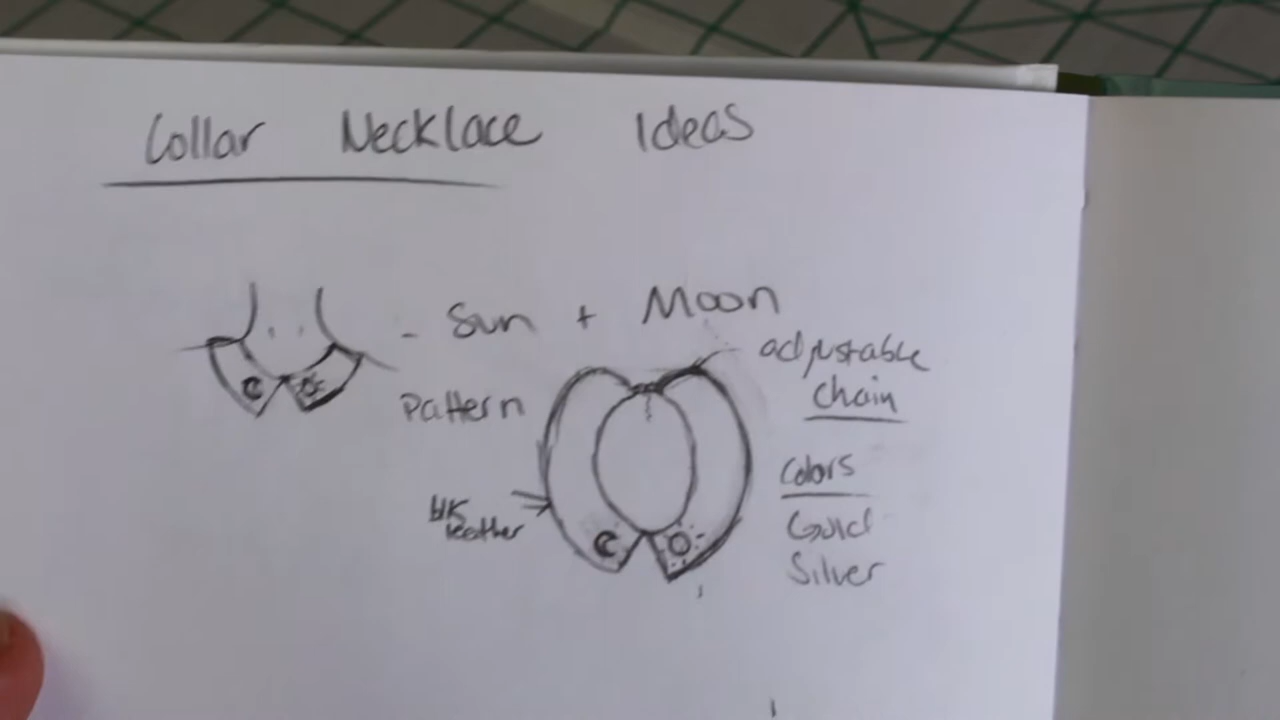 Collar Necklace Ideas
- Sun + Moon
Pattern
adjustable
chain
blk
leather
Colors
Gold
Silver